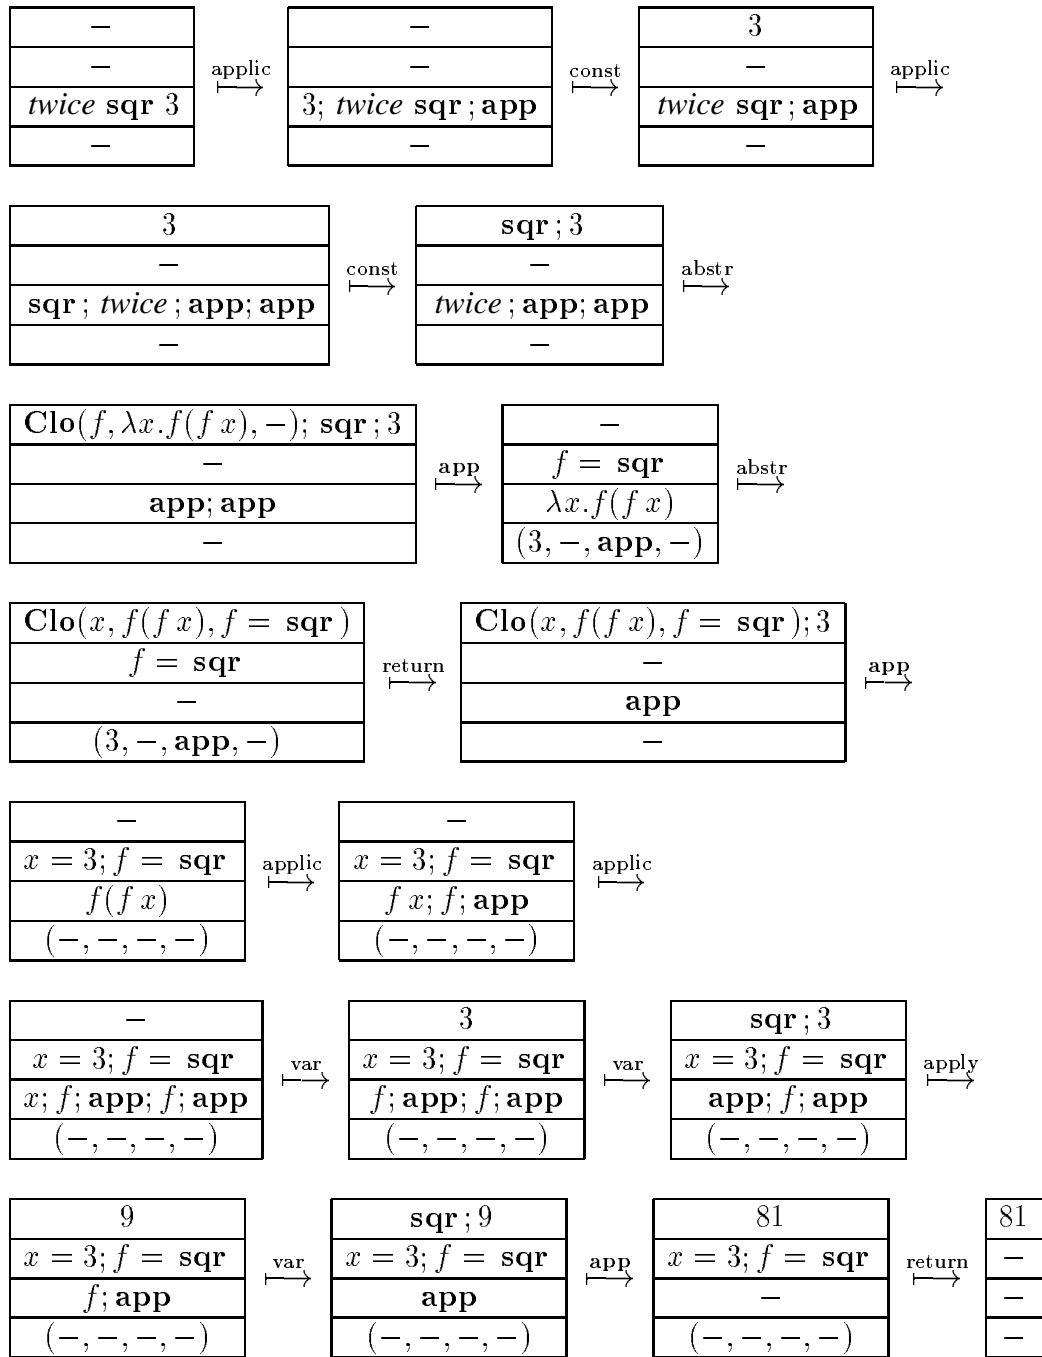 – applic – const 3 applic
– – –
twice sqr 3 3; twice sqr ; app twice sqr ; app
– – –
3 const sqr ; 3 abstr
– –
sqr ; twice ; app; app twice ; app; app
– –
Clo(f, λx.f(f x), –); sqr ; 3 app – abstr
– f = sqr
app; app λx.f(f x)
– (3, –, app, –)
Clo(x, f(f x), f = sqr ) return Clo(x, f(f x), f = sqr ); 3 app
f = sqr –
– app
(3, –, app, –) –
– applic – applic
x = 3; f = sqr x = 3; f = sqr
f(f x) f x; f; app
(–, –, –, –) (–, –, –, –)
– var 3 var sqr ; 3 apply
x = 3; f = sqr x = 3; f = sqr x = 3; f = sqr
x; f; app; f; app f; app; f; app app; f; app
(–, –, –, –) (–, –, –, –) (–, –, –, –)
9 var sqr ; 9 app 81 return 81
x = 3; f = sqr x = 3; f = sqr x = 3; f = sqr –
f; app app – –
(–, –, –, –) (–, –, –, –) (–, –, –, –) –